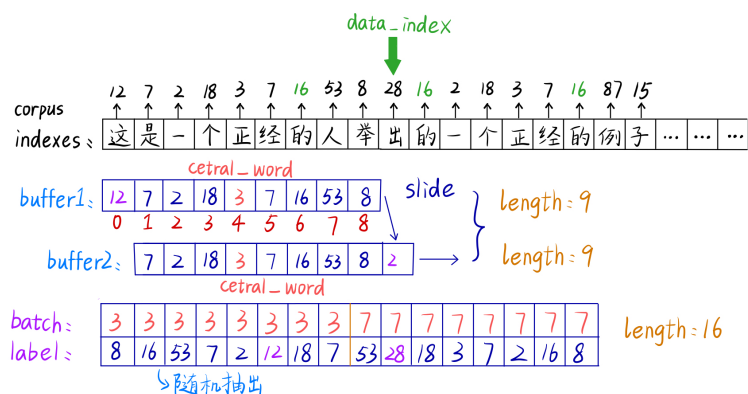 data_index
12 7 2 18 3 7 16 53 8 28 16 2 18 3 7 16 87 15
corpus
indexes: 这 是 一 个 正 经 的 人 举 出 的 一 个 正 经 的 例 子 ... ... ...
cetral_word
buffer1: 12 7 2 18 3 7 16 53 8 slide length: 9
0 1 2 3 4 5 6 7 8
buffer2: 7 2 18 3 7 16 53 8 2 length: 9
cetral_word
batch: 3 3 3 3 3 3 3 3 7 7 7 7 7 7 7 7 length: 16
label: 8 16 53 7 2 12 18 7 53 28 18 3 7 2 16 8
随机抽出